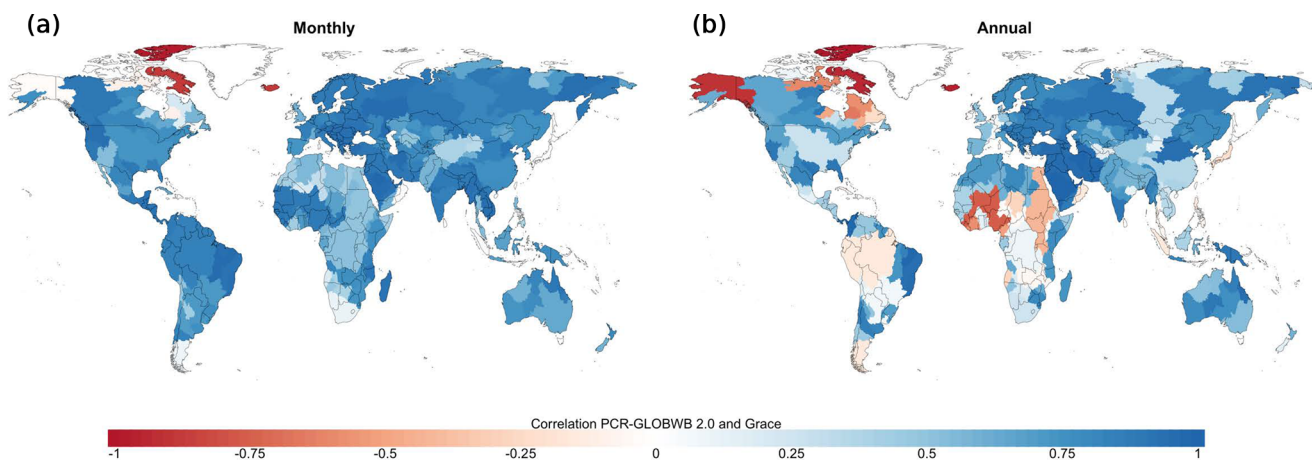 (a)
Monthly
(b)
Annual
Correlation PCR-GLOBWB 2.0 and Grace
-1 -0.75 -0.5 -0.25 0 0.25 0.5 0.75 1